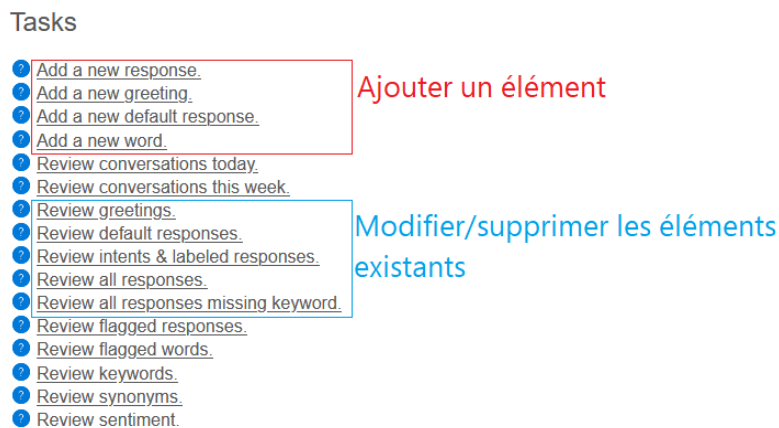 Tasks
? Add a new response.
? Add a new greeting.
? Add a new default response.
? Add a new word.
Ajouter un élément
? Review conversations today.
? Review conversations this week.
? Review greetings.
? Review default responses.
? Review intents & labeled responses.
? Review all responses.
? Review all responses missing keyword.
Modifier/supprimer les éléments
existants
? Review flagged responses.
? Review flagged words.
? Review keywords.
? Review synonyms.
? Review sentiment.